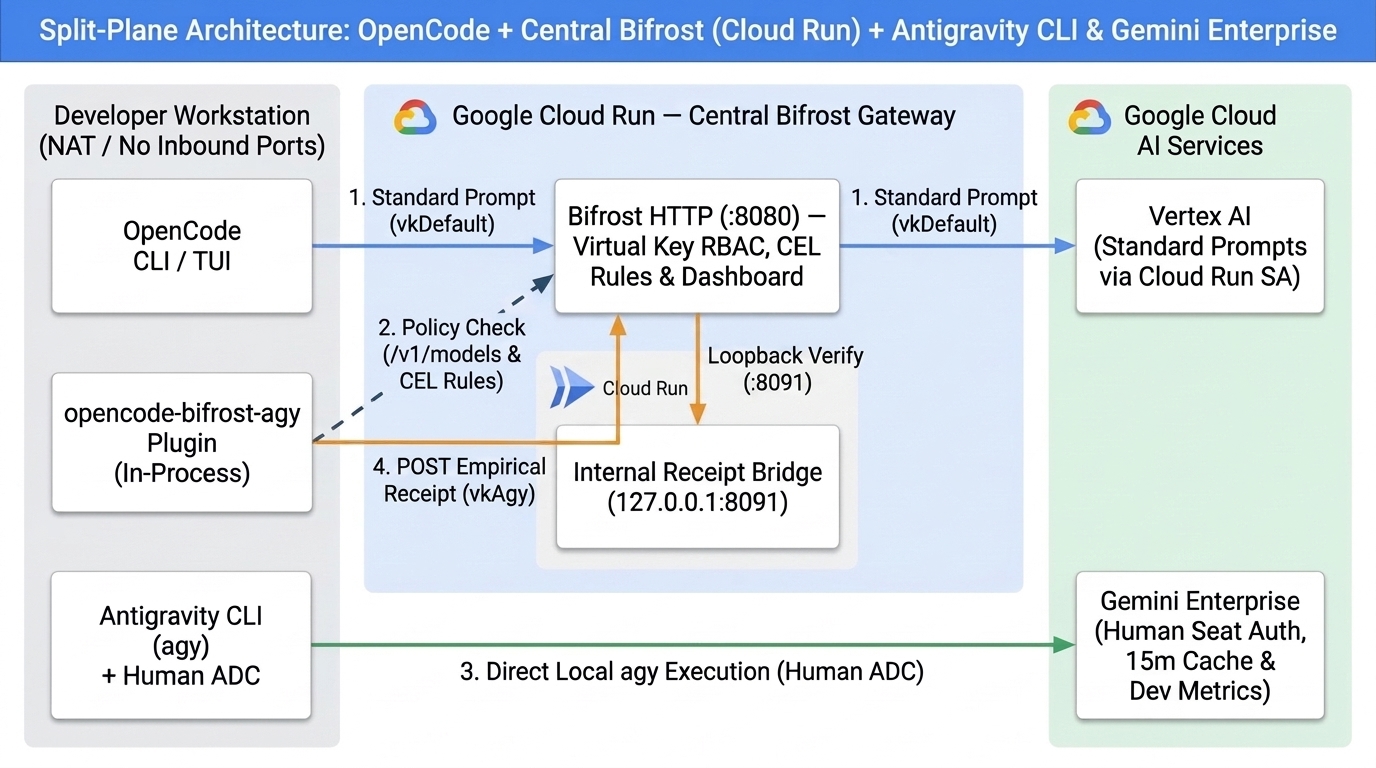 Split-Plane Architecture: OpenCode + Central Bifrost (Cloud Run) + Antigravity CLI & Gemini Enterprise
Developer Workstation
(NAT / No Inbound Ports)
OpenCode
CLI / TUI
opencode-bifrost-agy
Plugin
(In-Process)
Antigravity CLI
(agy)
+ Human ADC
Google Cloud Run — Central Bifrost Gateway
1. Standard Prompt
(vkDefault)
Bifrost HTTP (:8080) —
Virtual Key RBAC, CEL
Rules & Dashboard
1. Standard Prompt
(vkDefault)
2. Policy Check
(/v1/models &
CEL Rules)
Loopback Verify
(:8091)
Cloud Run
4. POST Empirical
Receipt (vkAgy)
Internal Receipt Bridge
(127.0.0.1:8091)
3. Direct Local agy Execution (Human ADC)
Google Cloud
AI Services
Vertex AI
(Standard Prompts
via Cloud Run SA)
Gemini Enterprise
(Human Seat Auth,
15m Cache &
Dev Metrics)